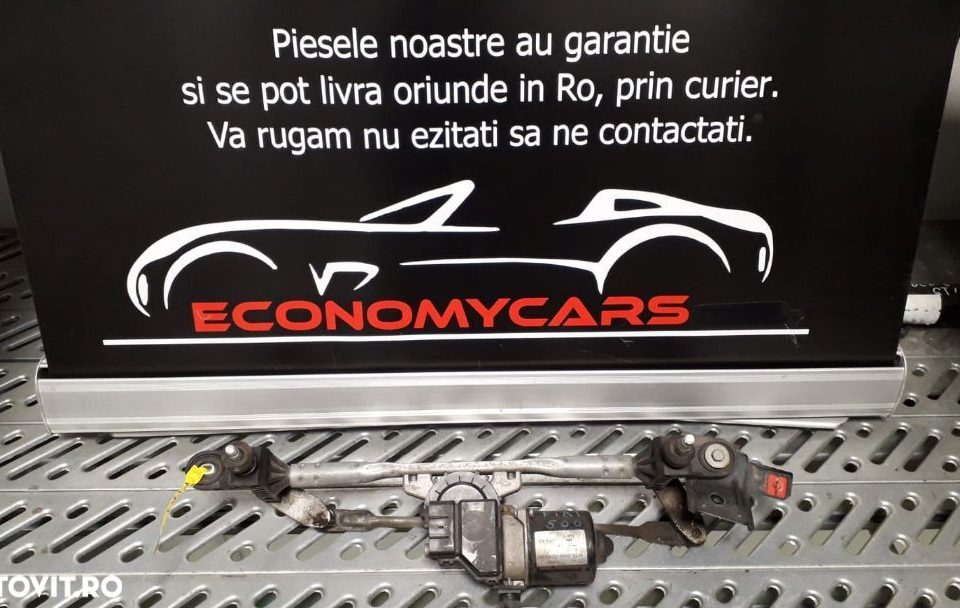 Piesele noastre au garantie
si se pot livra oriunde in Ro, prin curier.
Va rugam nu ezitati sa ne contactati.
ECONOMYCARS
500
TOVIT.RO